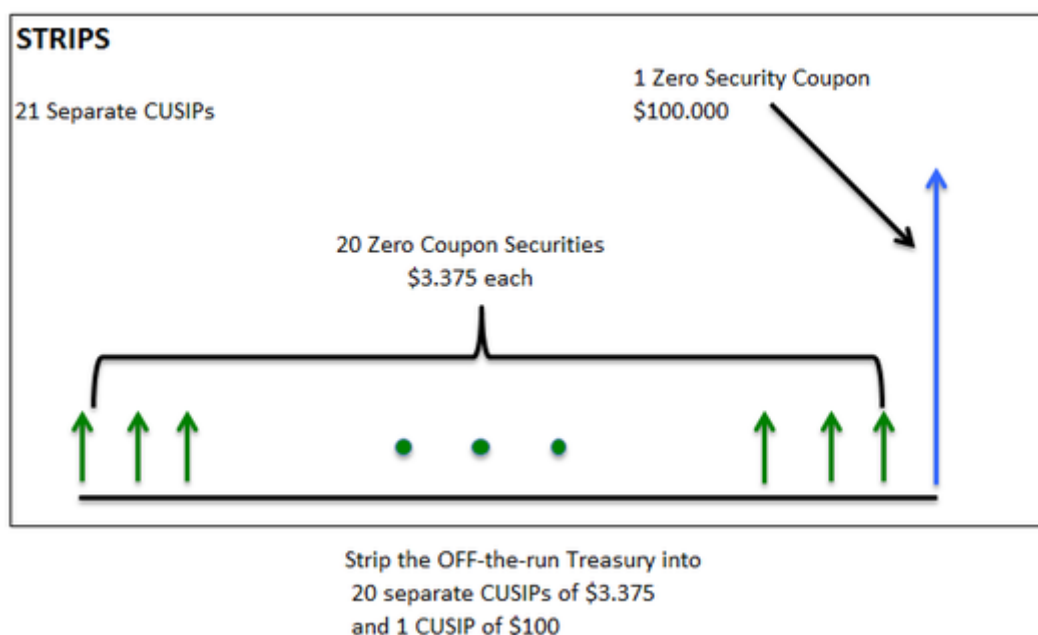 STRIPS
21 Separate CUSIPs
1 Zero Security Coupon
$100.000
20 Zero Coupon Securities
$3.375 each
Strip the OFF-the-run Treasury into
20 separate CUSIPs of $3.375
and 1 CUSIP of $100